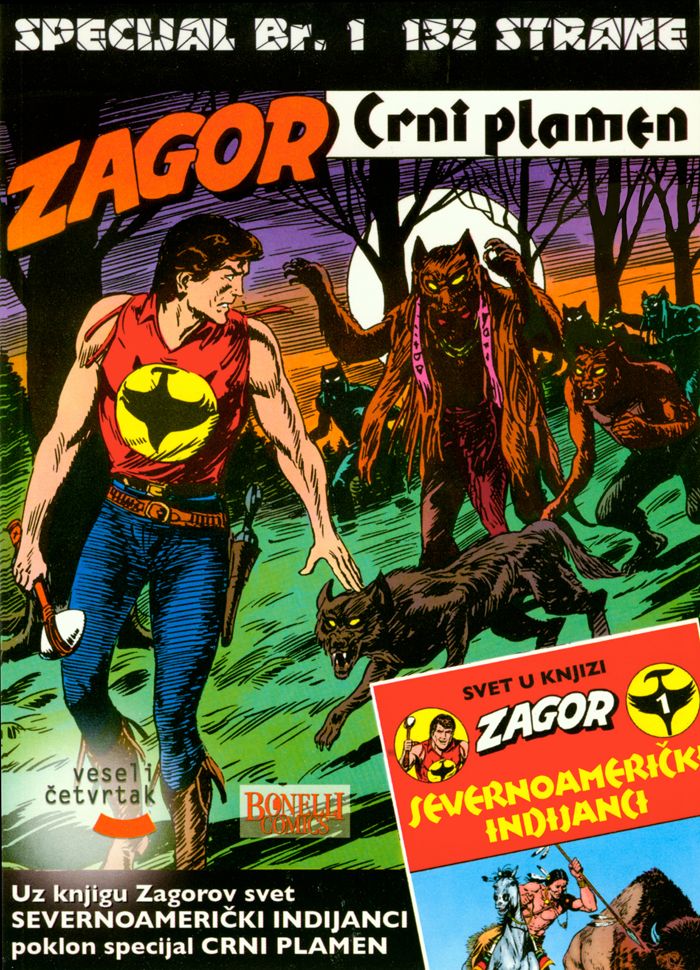 SPECIJAL Br. 1 132 STRANE
ZAGOR
Crni plamen
SVET U KNJIZI
ZAGOR
1
SEVERNOAMERIČKI
INDIJANCI
veseli
četvrtak
BONELLI
COMICS
Uz knjigu Zagorov svet
SEVERNOAMERIČKI INDIJANCI
poklon specijal CRNI PLAMEN